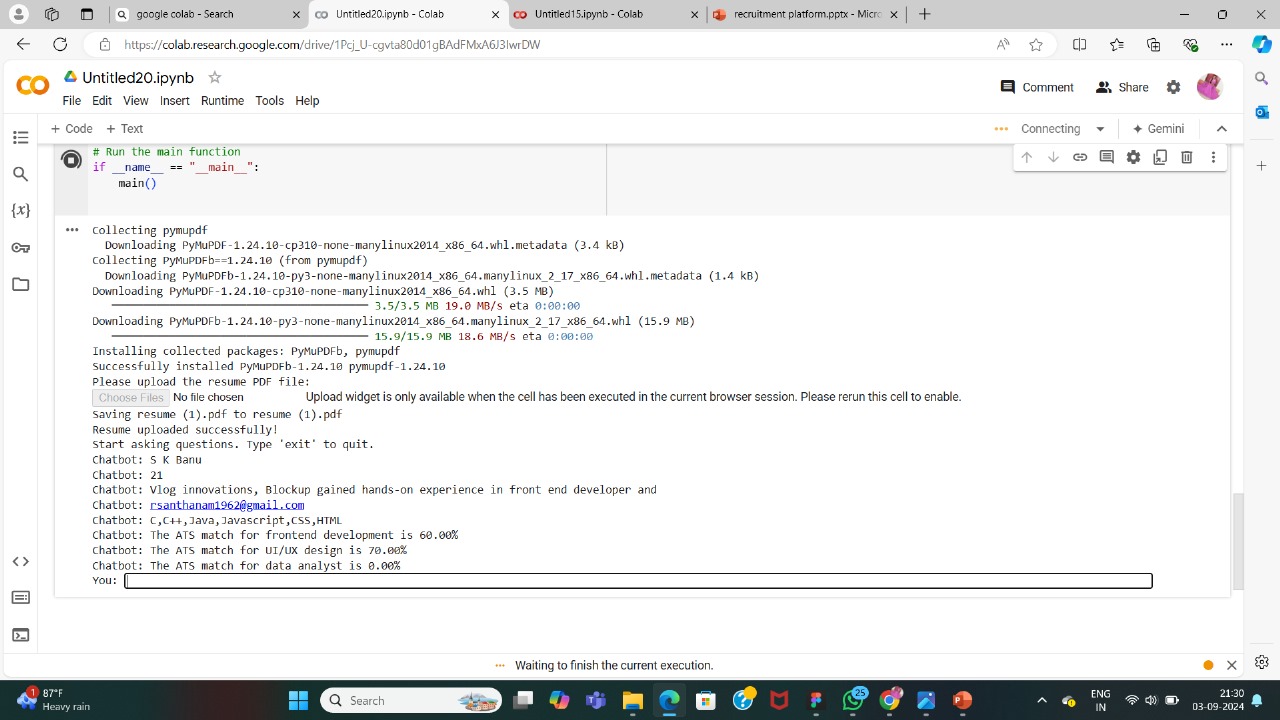 google colab - Search
Untitled20.ipynb - Colab
Untitled15.ipynb - Colab
recruitment platform.pptx - Micro
https://colab.research.google.com/drive/1Pcj_U-cgvta80d01gBAdFMxA6J3IwrDW
Untitled20.ipynb
Comment
Share
File Edit View Insert Runtime Tools Help
+ Code + Text
Connecting
Gemini
# Run the main function
if __name__ == "__main__":
main()
Collecting pymupdf
Downloading PyMuPDF-1.24.10-cp310-none-manylinux2014_x86_64.whl.metadata (3.4 kB)
Collecting PyMuPDFb==1.24.10 (from pymupdf)
Downloading PyMuPDFb-1.24.10-py3-none-manylinux2014_x86_64.manylinux_2_17_x86_64.whl.metadata (1.4 kB)
Downloading PyMuPDF-1.24.10-cp310-none-manylinux2014_x86_64.whl (3.5 MB)
3.5/3.5 MB 19.0 MB/s eta 0:00:00
Downloading PyMuPDFb-1.24.10-py3-none-manylinux2014_x86_64.manylinux_2_17_x86_64.whl (15.9 MB)
15.9/15.9 MB 18.6 MB/s eta 0:00:00
Installing collected packages: PyMuPDFb, pymupdf
Successfully installed PyMuPDFb-1.24.10 pymupdf-1.24.10
Please upload the resume PDF file:
Choose Files No file chosen Upload widget is only available when the cell has been executed in the current browser session. Please rerun this cell to enable.
Saving resume (1).pdf to resume (1).pdf
Resume uploaded successfully!
Start asking questions. Type 'exit' to quit.
Chatbot: S K Banu
Chatbot: 21
Chatbot: Vlog innovations, Blockup gained hands-on experience in front end developer and
Chatbot: rsanthanam1962@gmail.com
Chatbot: C,C++,Java,Javascript,CSS,HTML
Chatbot: The ATS match for frontend development is 60.00%
Chatbot: The ATS match for UI/UX design is 70.00%
Chatbot: The ATS match for data analyst is 0.00%
You:
Waiting to finish the current execution.
1
87°F
Heavy rain
Search
25
ENG
IN
21:30
03-09-2024